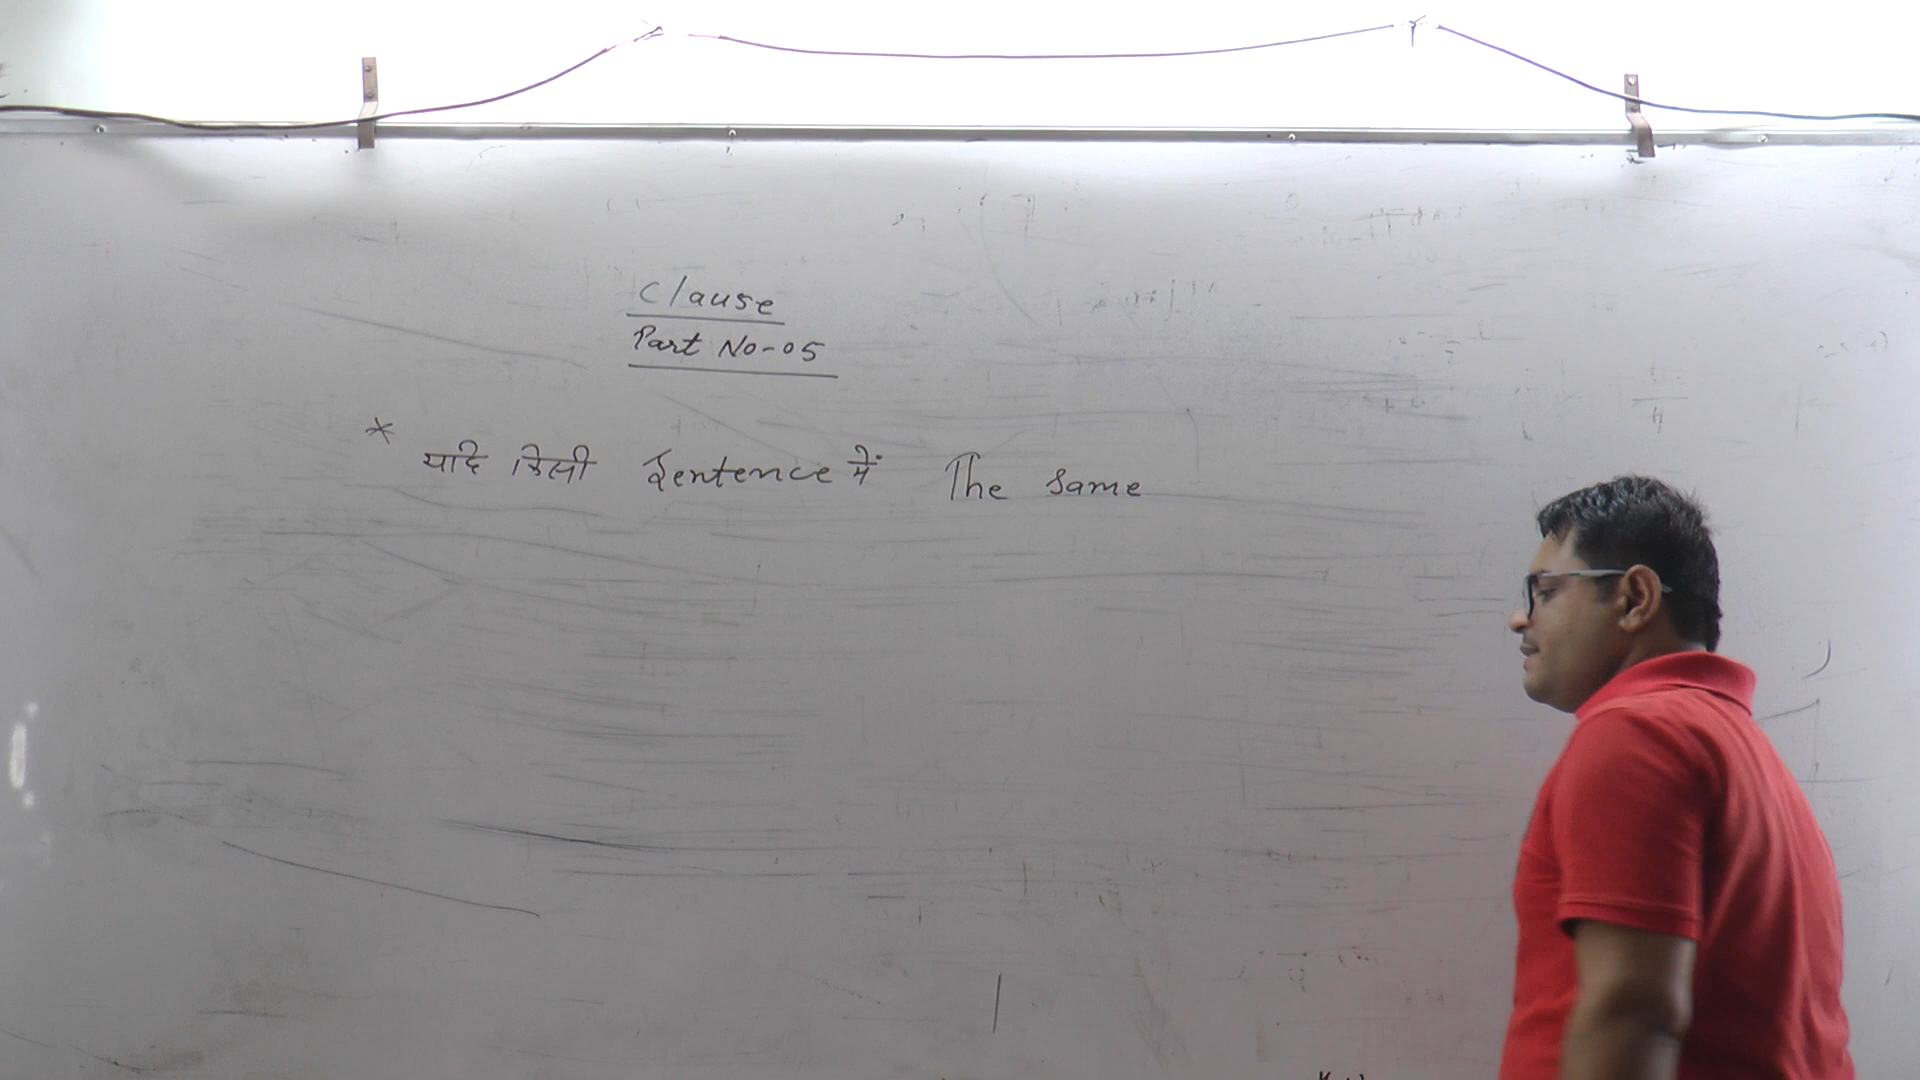 Clause
Part No-05
* यदि किसी Sentence में The Same